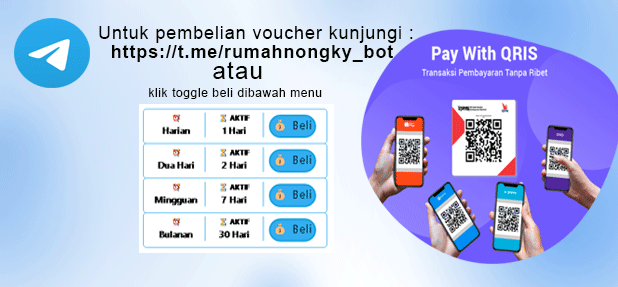 Untuk pembelian voucher kunjungi :
https://t.me/rumahnongky_bot
atau
klik toggle beli dibawah menu
Harian
AKTIF
1 Hari
Beli
Dua Hari
AKTIF
2 Hari
Beli
Mingguan
AKTIF
7 Hari
Beli
Bulanan
AKTIF
30 Hari
Beli
Pay With QRIS
Transaksi Pembayaran Tanpa Ribet